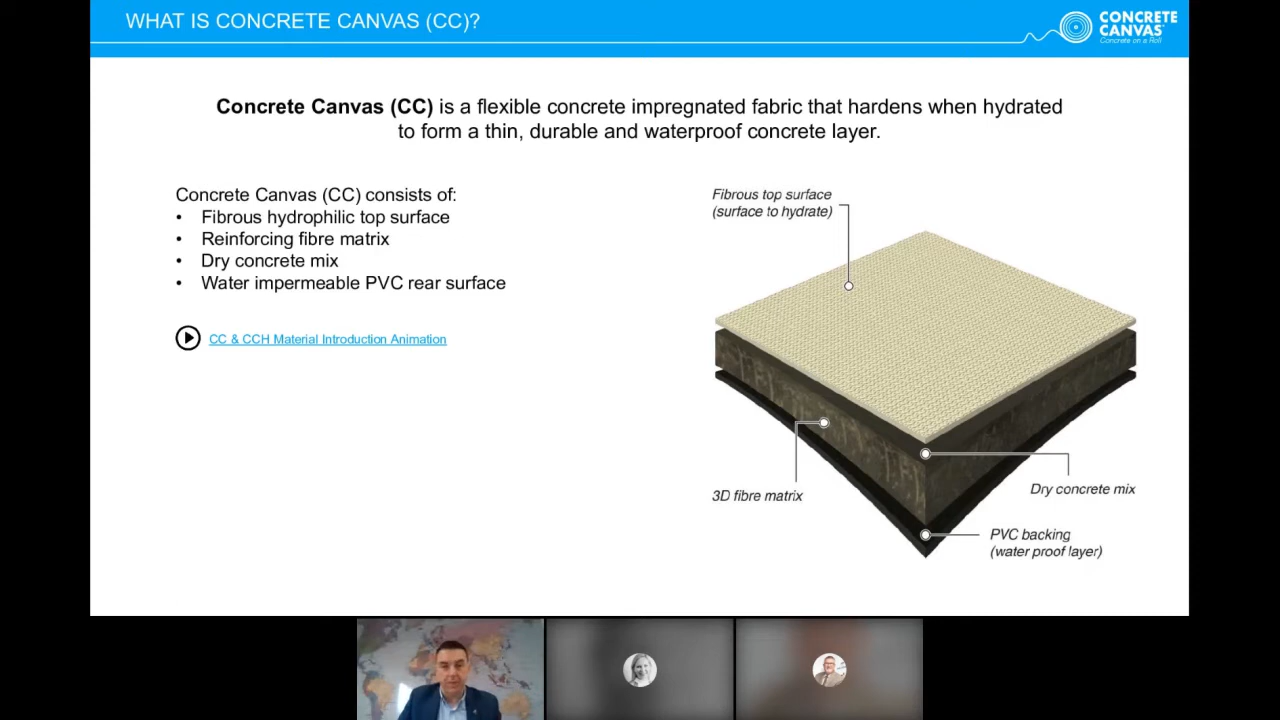 WHAT IS CONCRETE CANVAS (CC)?
CONCRETE
CANVAS
Concrete on a Roll
Concrete Canvas (CC) is a flexible concrete impregnated fabric that hardens when hydrated
to form a thin, durable and waterproof concrete layer.
Concrete Canvas (CC) consists of:
• Fibrous hydrophilic top surface
• Reinforcing fibre matrix
• Dry concrete mix
• Water impermeable PVC rear surface
CC & CCH Material Introduction Animation
Fibrous top surface
(surface to hydrate)
3D fibre matrix
Dry concrete mix
PVC backing
(water proof layer)